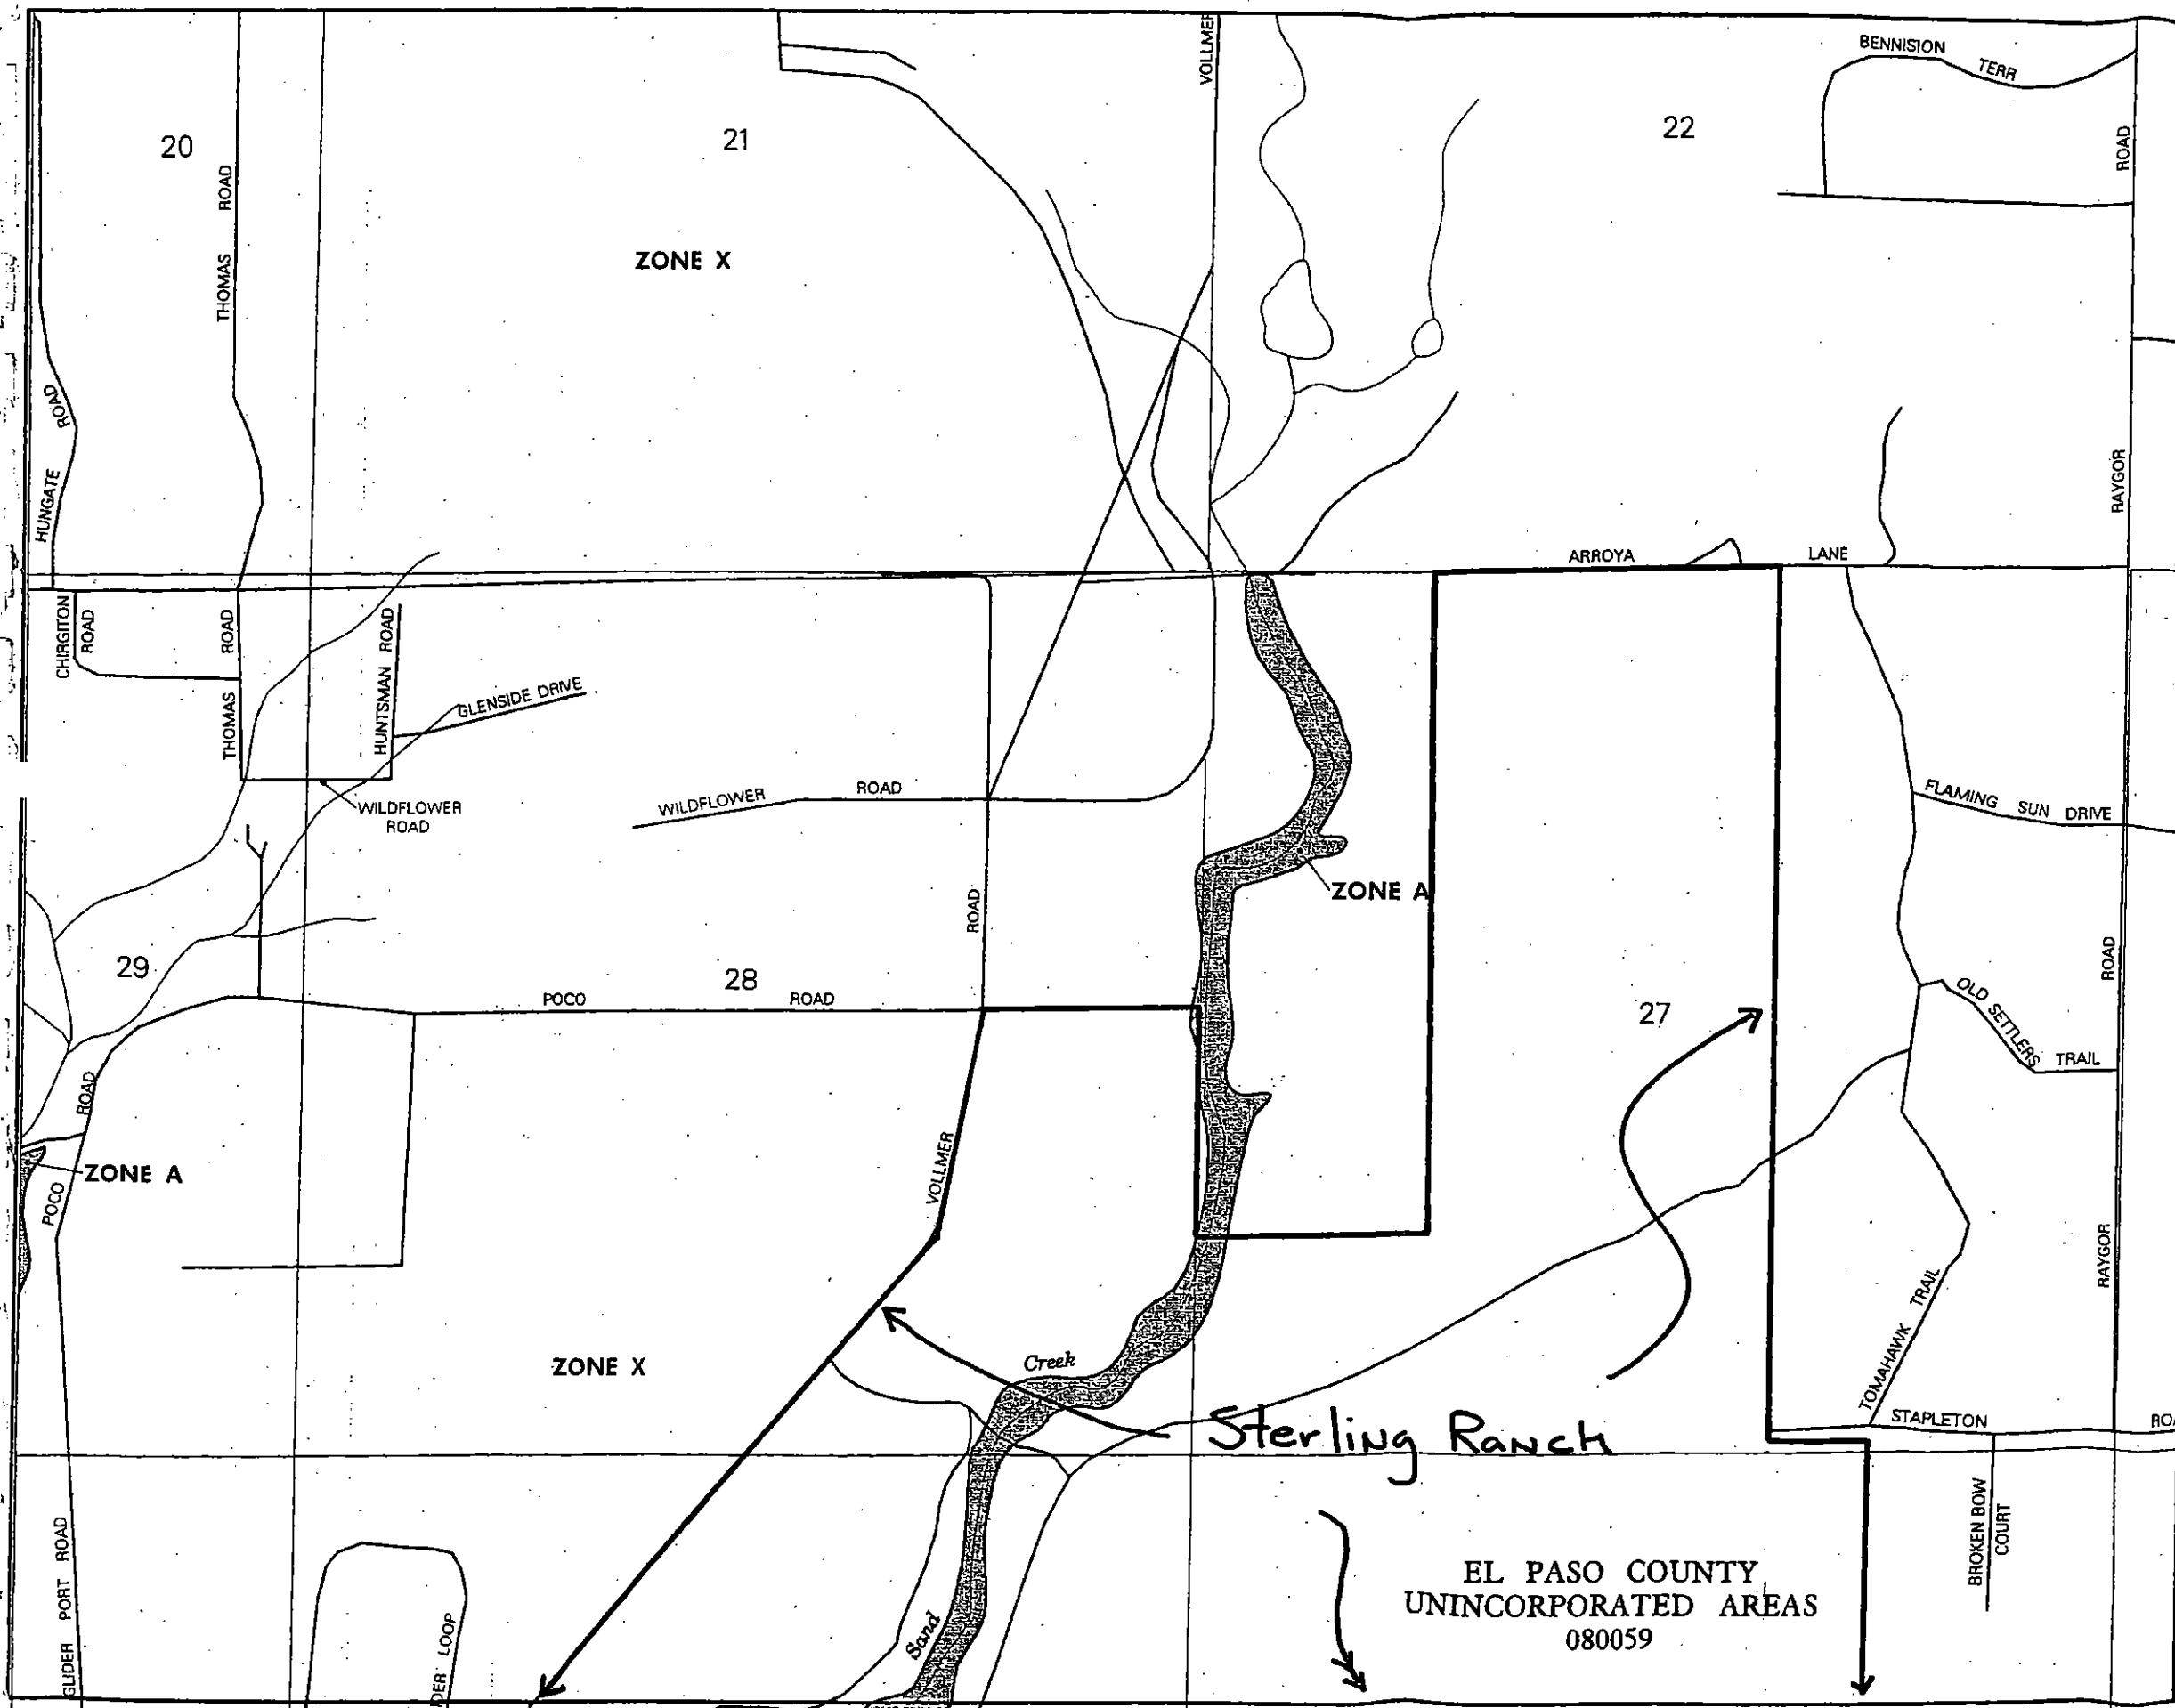 VOLLMER
BENNISION
TERR
20
21
22
ROAD
THOMAS ROAD
ZONE X
HUNGATE ROAD
RAYGOR
ARROYA LANE
CHIRGITON
ROAD
THOMAS ROAD
HUNTSMAN ROAD
GLENSIDE DRIVE
WILDFLOWER
ROAD
WILDFLOWER ROAD
FLAMING SUN DRIVE
ZONE A
ROAD
29
28
POCO ROAD
27
ROAD
OLD SETTLERS TRAIL
ZONE A
POCO ROAD
VOLLMER
RAYGOR
TOMAHAWK TRAIL
ZONE X
Creek
Sterling Ranch
STAPLETON
GLIDER PORT ROAD
DER LOOP
Sand
BROKEN BOW
COURT
EL PASO COUNTY
UNINCORPORATED AREAS
080059